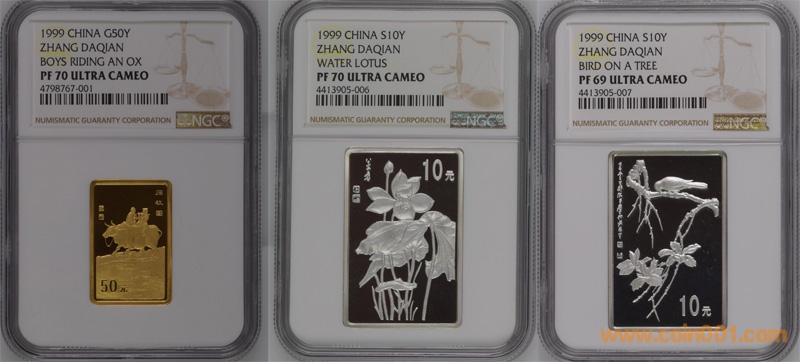 1999 CHINA G50Y
ZHANG DAQIAN
BOYS RIDING AN OX
PF 70 ULTRA CAMEO
4798767-001
NUMISMATIC GUARANTY CORPORATION
NGC®
50元
1999 CHINA S10Y
ZHANG DAQIAN
WATER LOTUS
PF 70 ULTRA CAMEO
4413905-006
NUMISMATIC GUARANTY CORPORATION
NGC®
10元
1999 CHINA S10Y
ZHANG DAQIAN
BIRD ON A TREE
PF 69 ULTRA CAMEO
4413905-007
NUMISMATIC GUARANTY CORPORATION
NGC®
10元
www.coin001.com